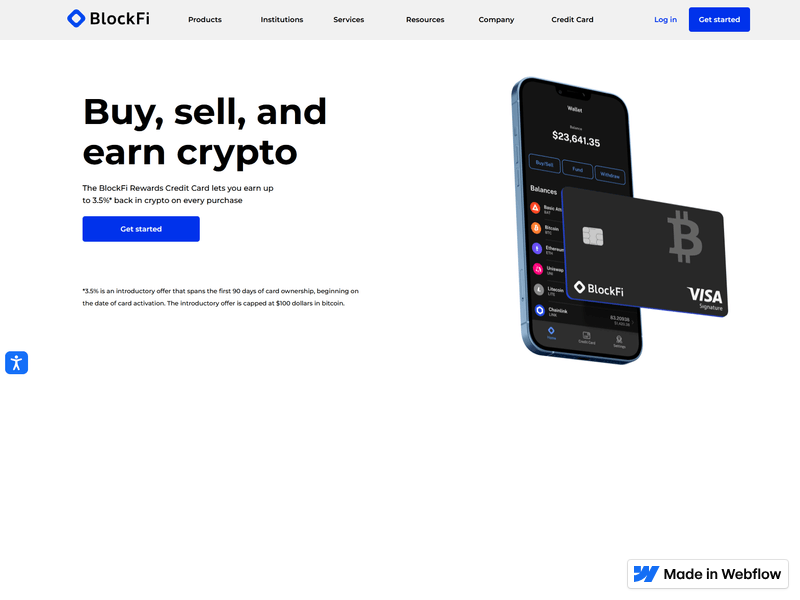 BlockFi
Products
Institutions
Services
Resources
Company
Credit Card
Log in
Get started
Buy, sell, and
earn crypto
The BlockFi Rewards Credit Card lets you earn up
to 3.5%* back in crypto on every purchase
Get started
*3.5% is an introductory offer that spans the first 90 days of card ownership, beginning on
the date of card activation. The introductory offer is capped at $100 dollars in bitcoin.
Wallet
Balance
$23,641.35
Buy/Sell
Fund
Withdraw
Balances
Basic
BAT
Bitcoin
BTC
Ethereum
ETH
Uniswap
UNI
Litecoin
LTC
Chainlink
LINK
Credit Card
Settings
BlockFi
VISA
Signature
Made in Webflow